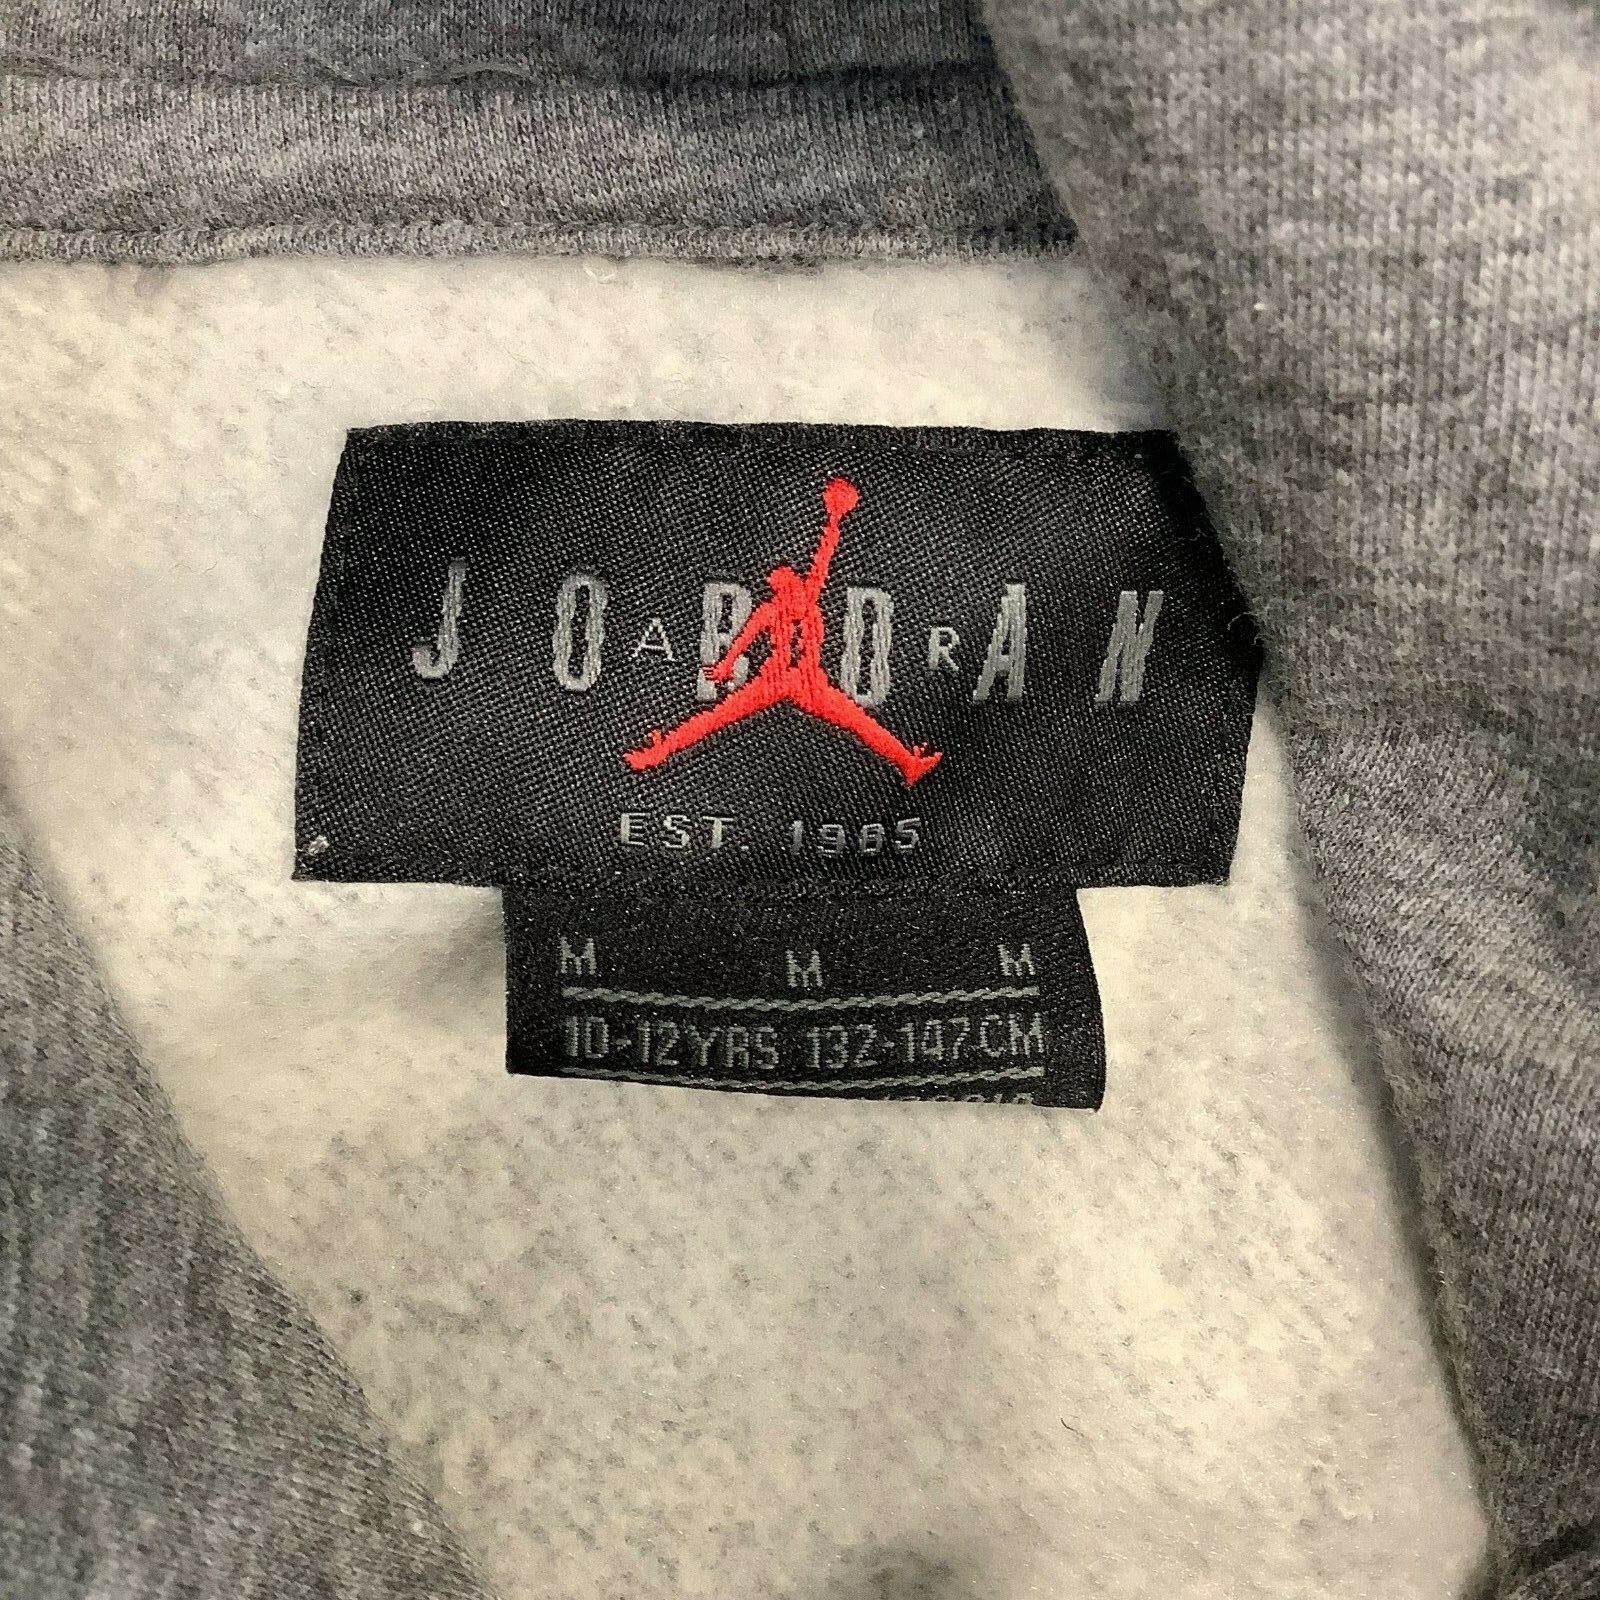 JORDAN
AIR
EST. 1985
M M M
10-12YRS 132-147CM